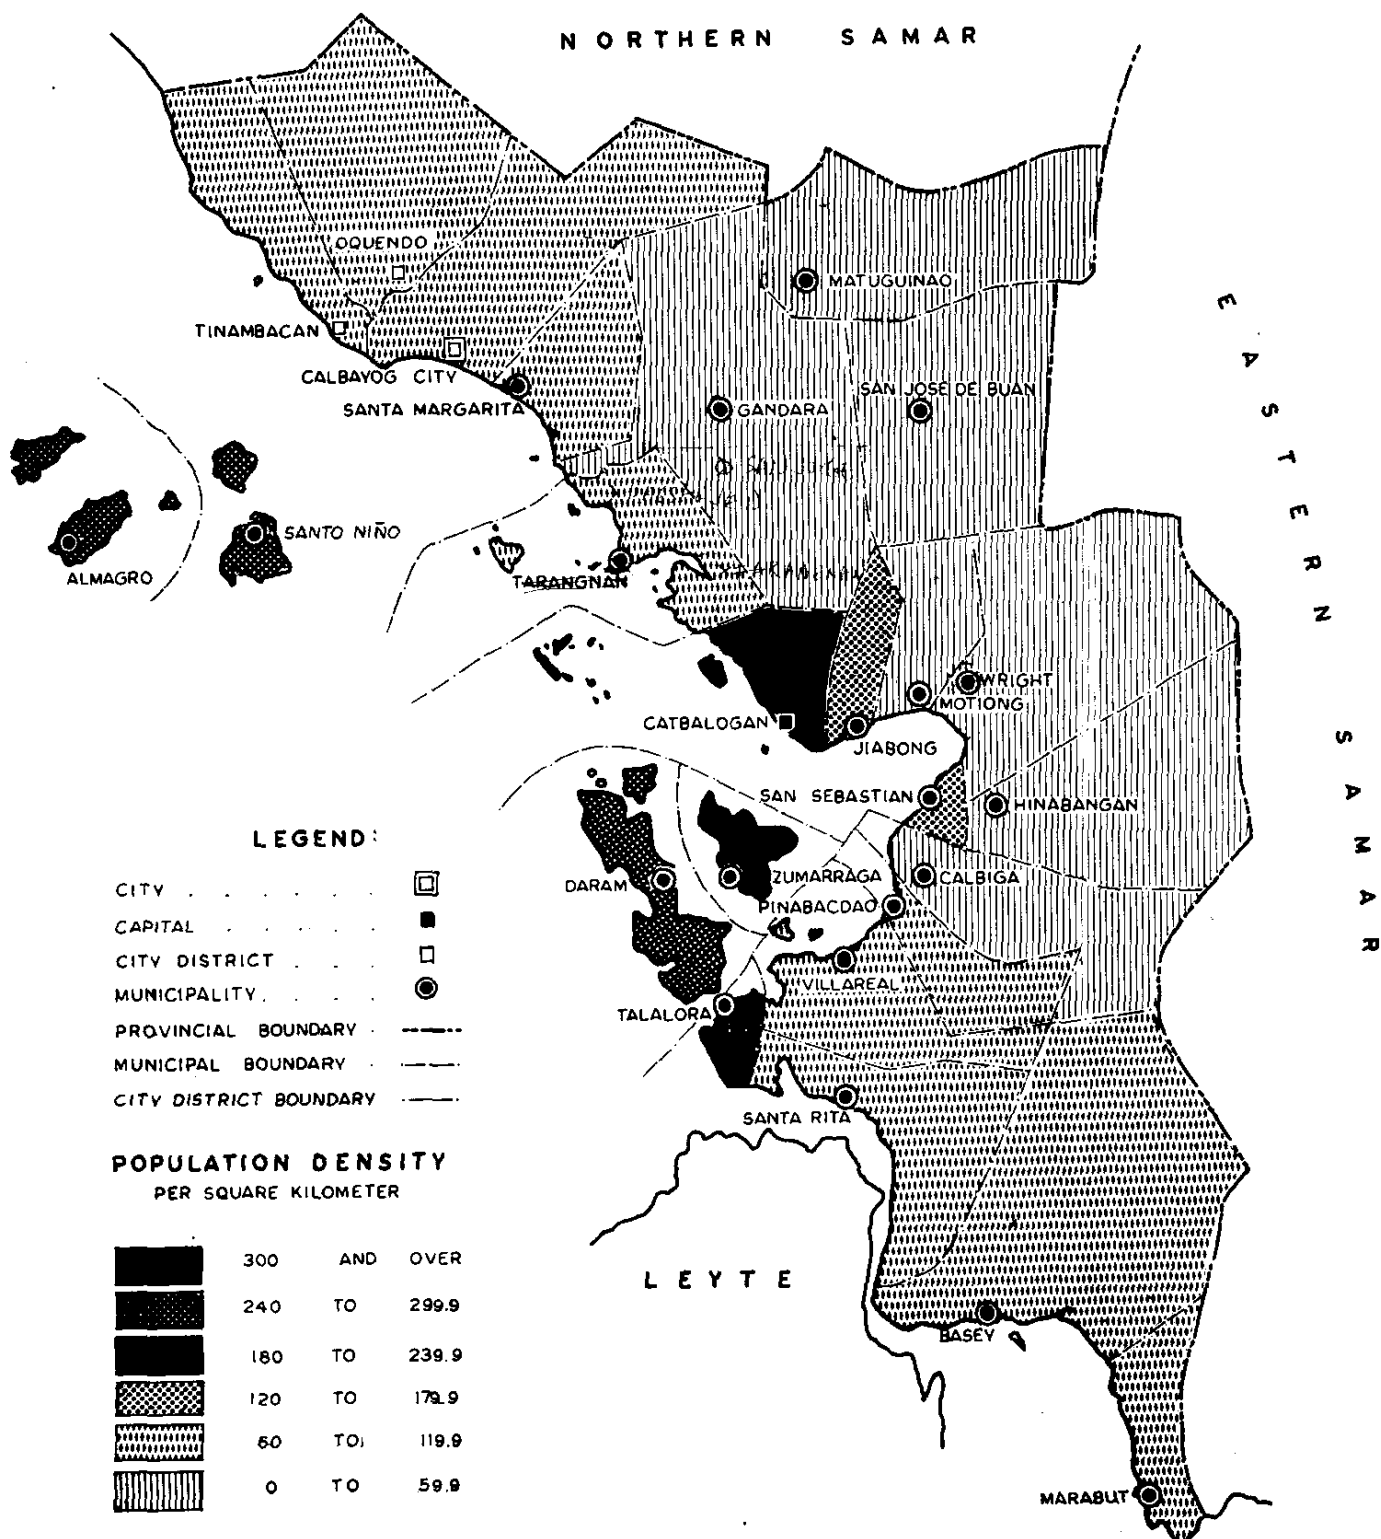 NORTHERN SAMAR
EASTERN SAMAR
OQUENDO
MATUGUINAO
TINAMBACAN
CALBAYOG CITY
SANTA MARGARITA
GANDARA
SAN JOSE DE BUAN
SANTO NIÑO
ALMAGRO
TARANGNAN
WRIGHT
MOTIONG
CATBALOGAN
JIABONG
SAN SEBASTIAN
HINABANGAN
DARAM
ZUMARRAGA
CALBIGA
PINABACDAO
VILLAREAL
TALALORA
SANTA RITA
LEYTE
BASEY
MARABUT
LEGEND:
CITY . . . . . .
CAPITAL . . . . .
CITY DISTRICT . . .
MUNICIPALITY . . .
PROVINCIAL BOUNDARY .
MUNICIPAL BOUNDARY .
CITY DISTRICT BOUNDARY
POPULATION DENSITY
PER SQUARE KILOMETER
300 AND OVER
240 TO 299.9
180 TO 239.9
120 TO 179.9
60 TO 119.9
0 TO 59.9